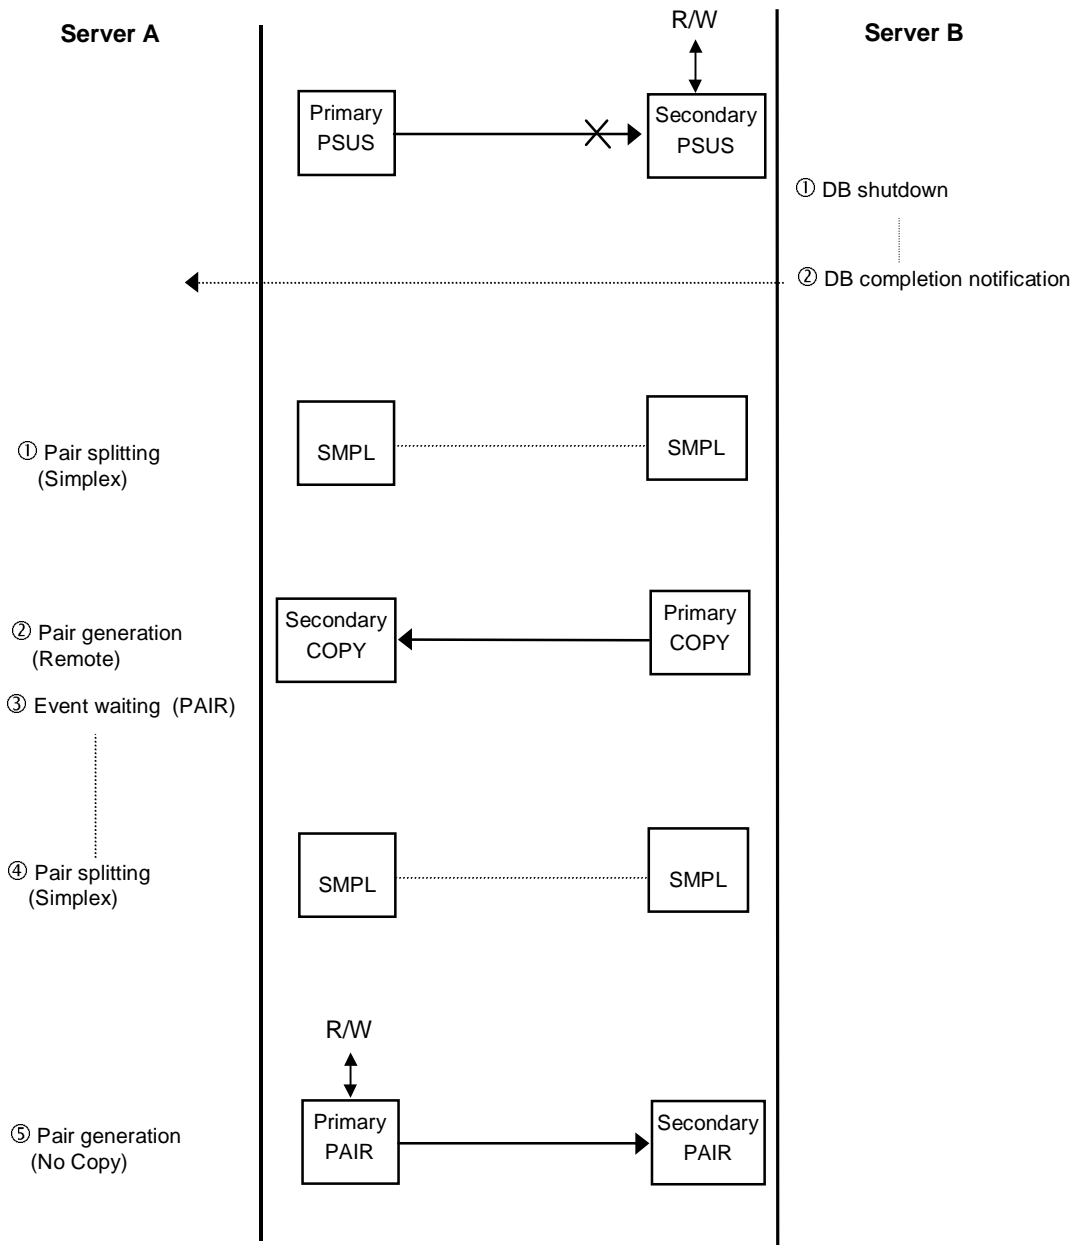 Server A
R/W
Server B
Primary
PSUS
Secondary
PSUS
① DB shutdown
② DB completion notification
① Pair splitting
(Simplex)
SMPL
SMPL
② Pair generation
(Remote)
Secondary
COPY
Primary
COPY
③ Event waiting (PAIR)
④ Pair splitting
(Simplex)
SMPL
SMPL
R/W
⑤ Pair generation
(No Copy)
Primary
PAIR
Secondary
PAIR